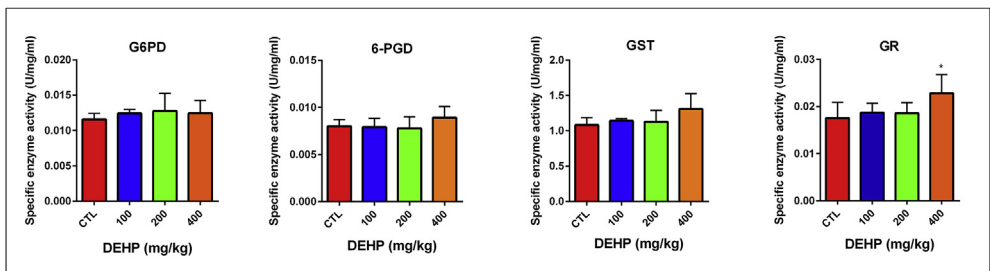 G6PD
Specific enzyme activity (U/mg/ml)
0.020
0.015
0.010
0.005
0.000
CTL
100
200
400
DEHP (mg/kg)
6-PGD
Specific enzyme activity (U/mg/ml)
0.015
0.010
0.005
0.000
CTL
100
200
400
DEHP (mg/kg)
GST
Specific enzyme activity (U/mg/ml)
2.0
1.5
1.0
0.5
0.0
CTL
100
200
400
DEHP (mg/kg)
GR
Specific enzyme activity (U/mg/ml)
0.03
0.02
0.01
0.00
*
CTL
100
200
400
DEHP (mg/kg)